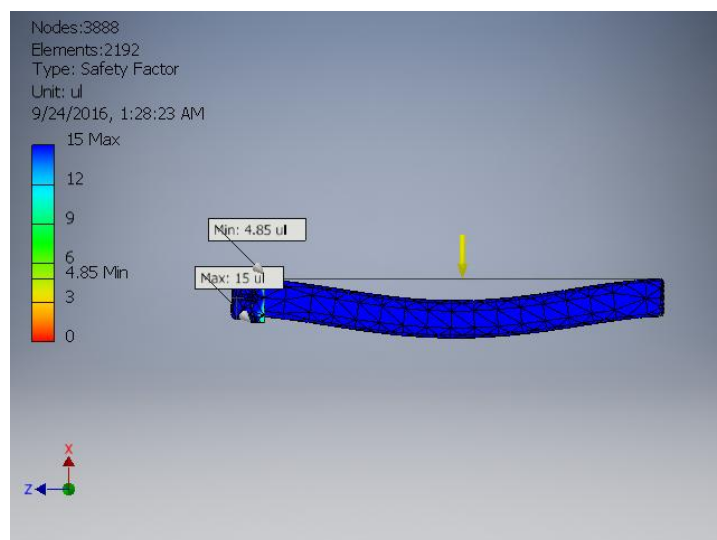 Nodes:3888
Elements:2192
Type: Safety Factor
Unit: ul
9/24/2016, 1:28:23 AM
15 Max
12
9
6
4.85 Min
3
0
Min: 4.85 ul
Max: 15 ul
X
Z